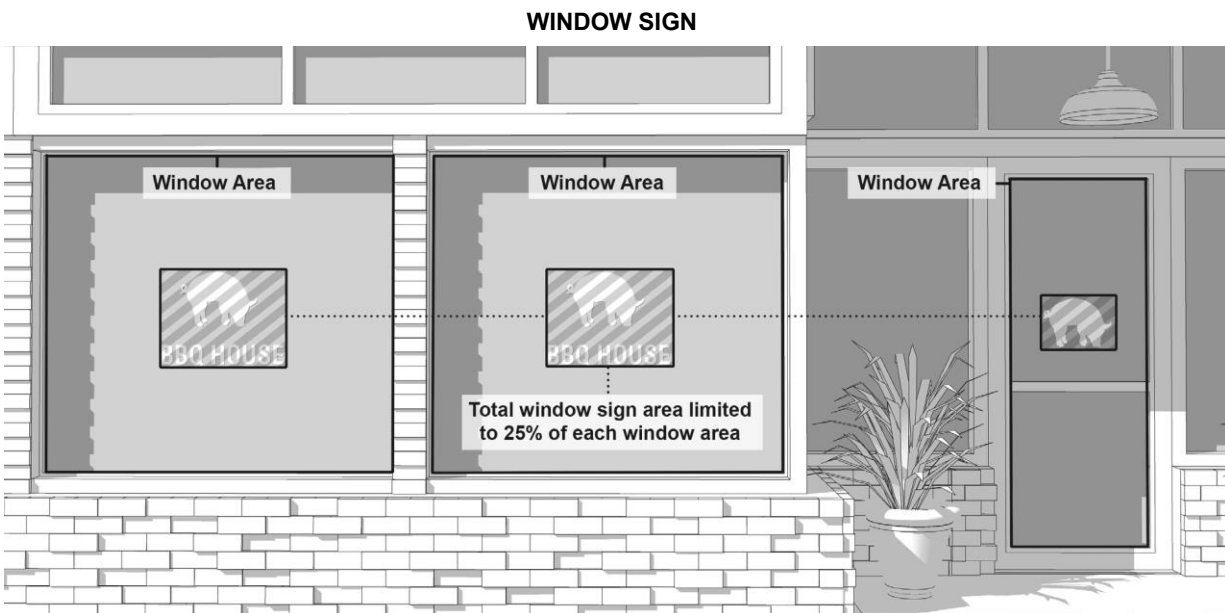 WINDOW SIGN
Window Area
Window Area
Window Area
BBQ HOUSE
BBQ HOUSE
Total window sign area limited
to 25% of each window area